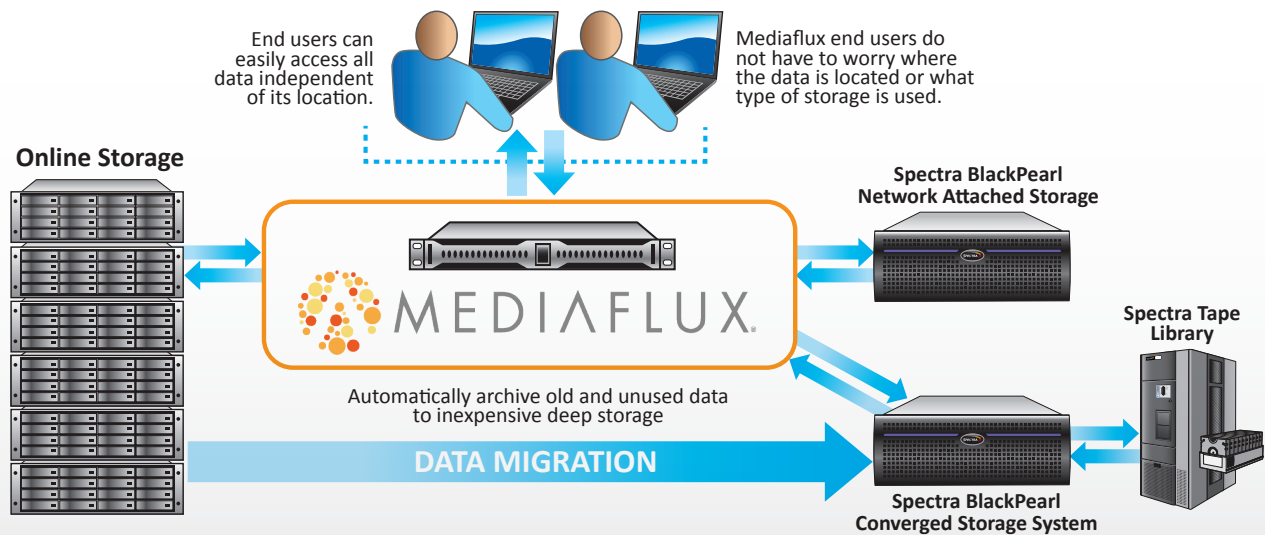 End users can
easily access all
data independent
of its location.
Mediaflux end users do
not have to worry where
the data is located or what
type of storage is used.
Online Storage
Spectra BlackPearl
Network Attached Storage
SPECTRA
MEDIAFLUX®
Spectra Tape
Library
Automatically archive old and unused data
to inexpensive deep storage
DATA MIGRATION
SPECTRA
Spectra BlackPearl
Converged Storage System